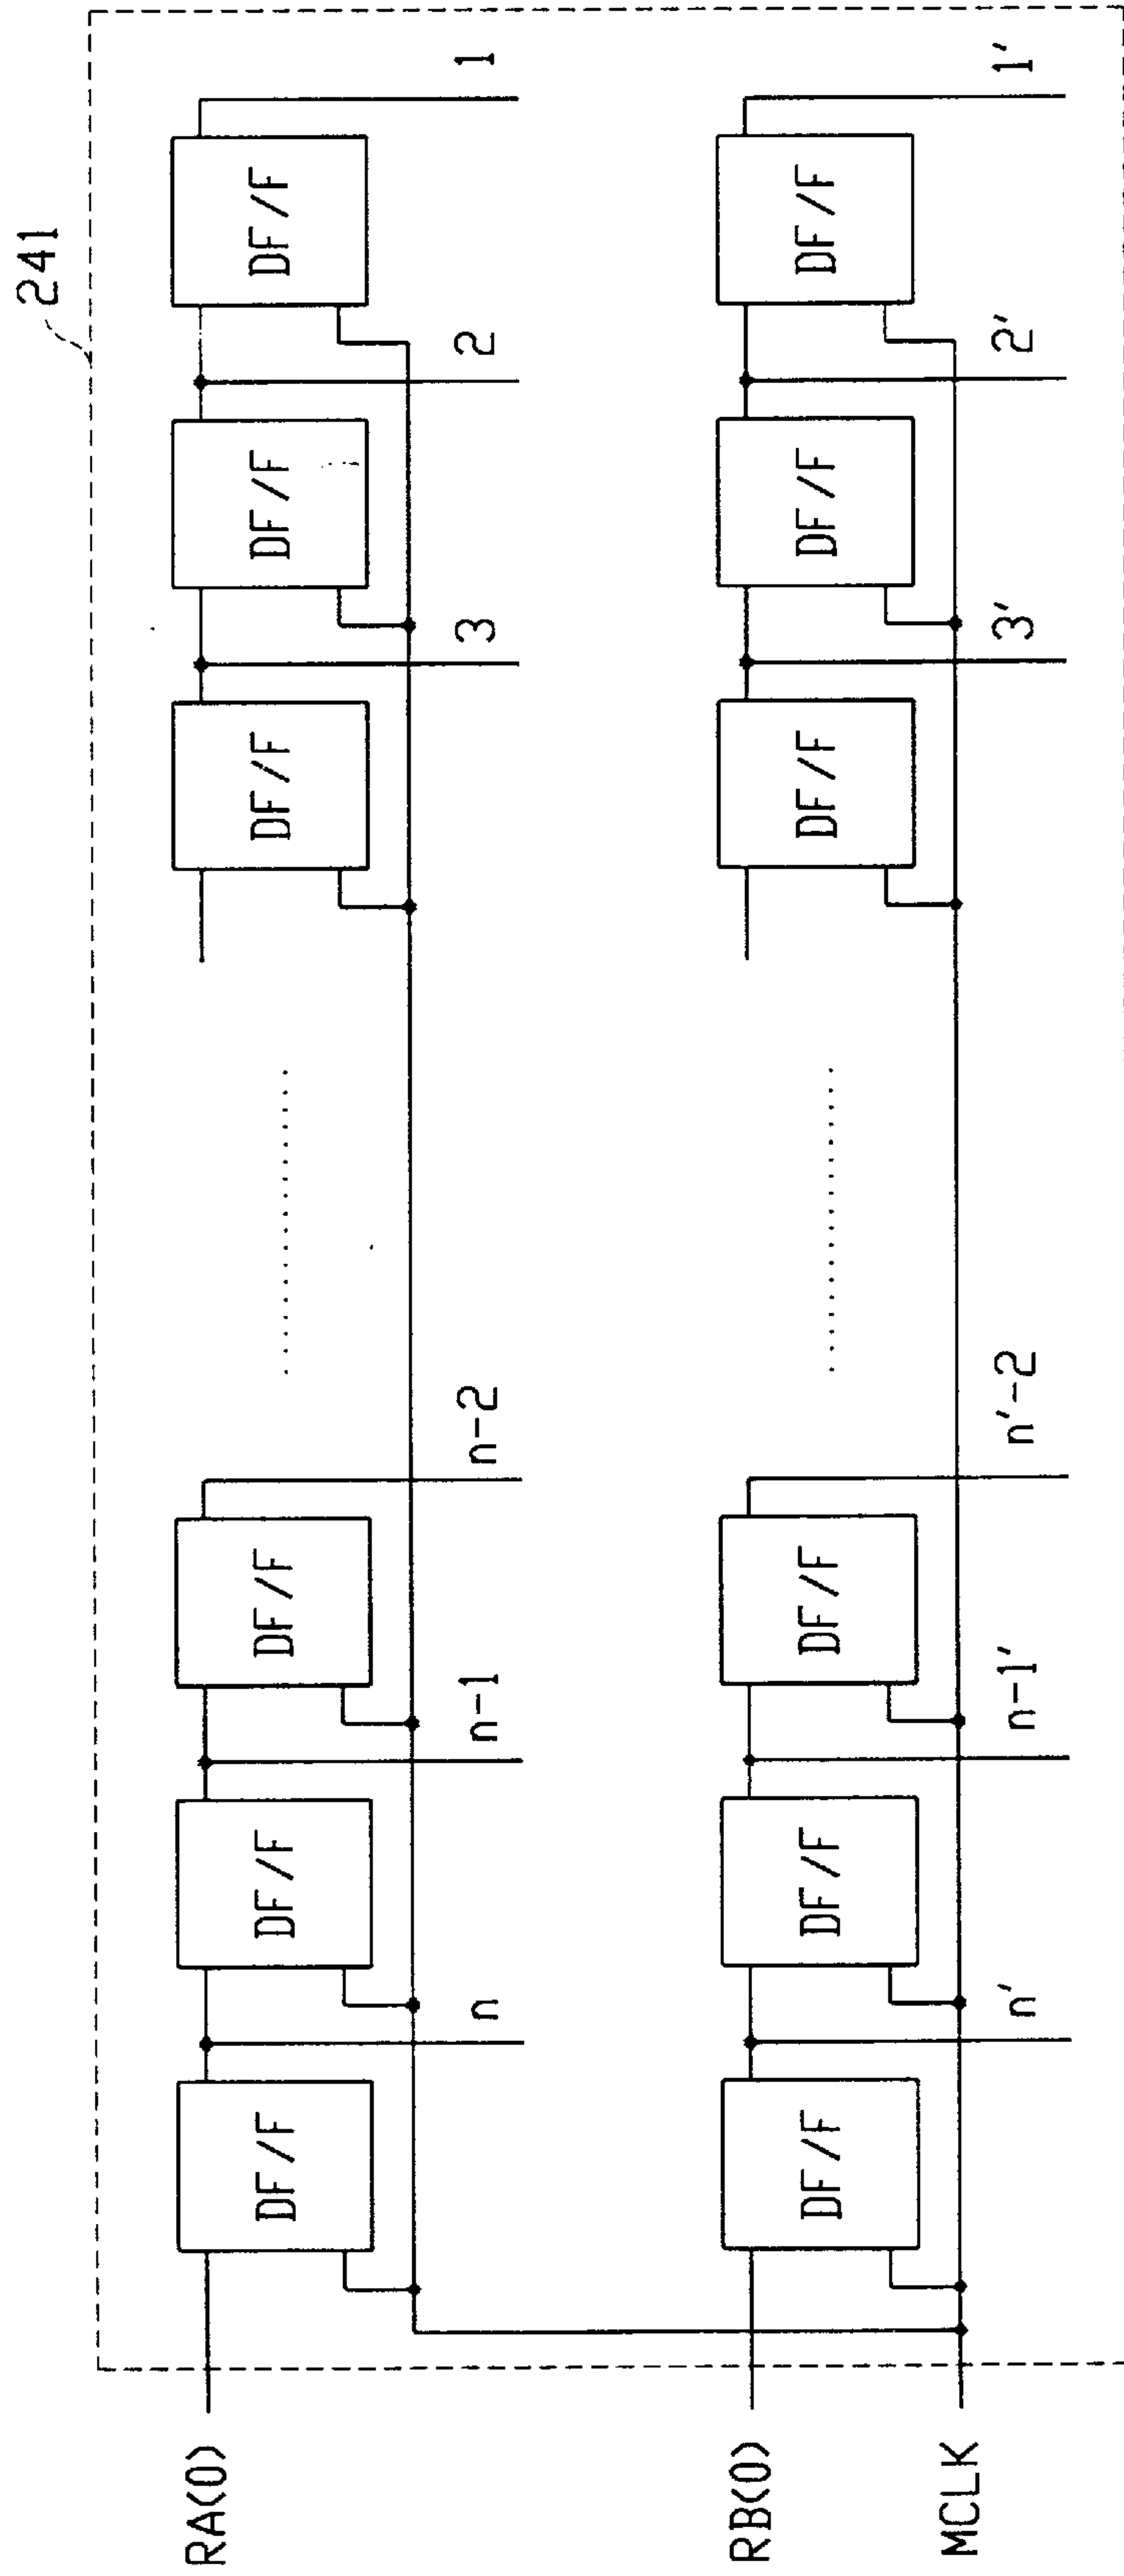 241
RA(0)
DF/F
n
DF/F
n-1
DF/F
n-2
DF/F
3
DF/F
2
DF/F
1
RB(0)
MCLK
DF/F
n'
DF/F
n-1'
DF/F
n'-2
DF/F
3'
DF/F
2'
DF/F
1'